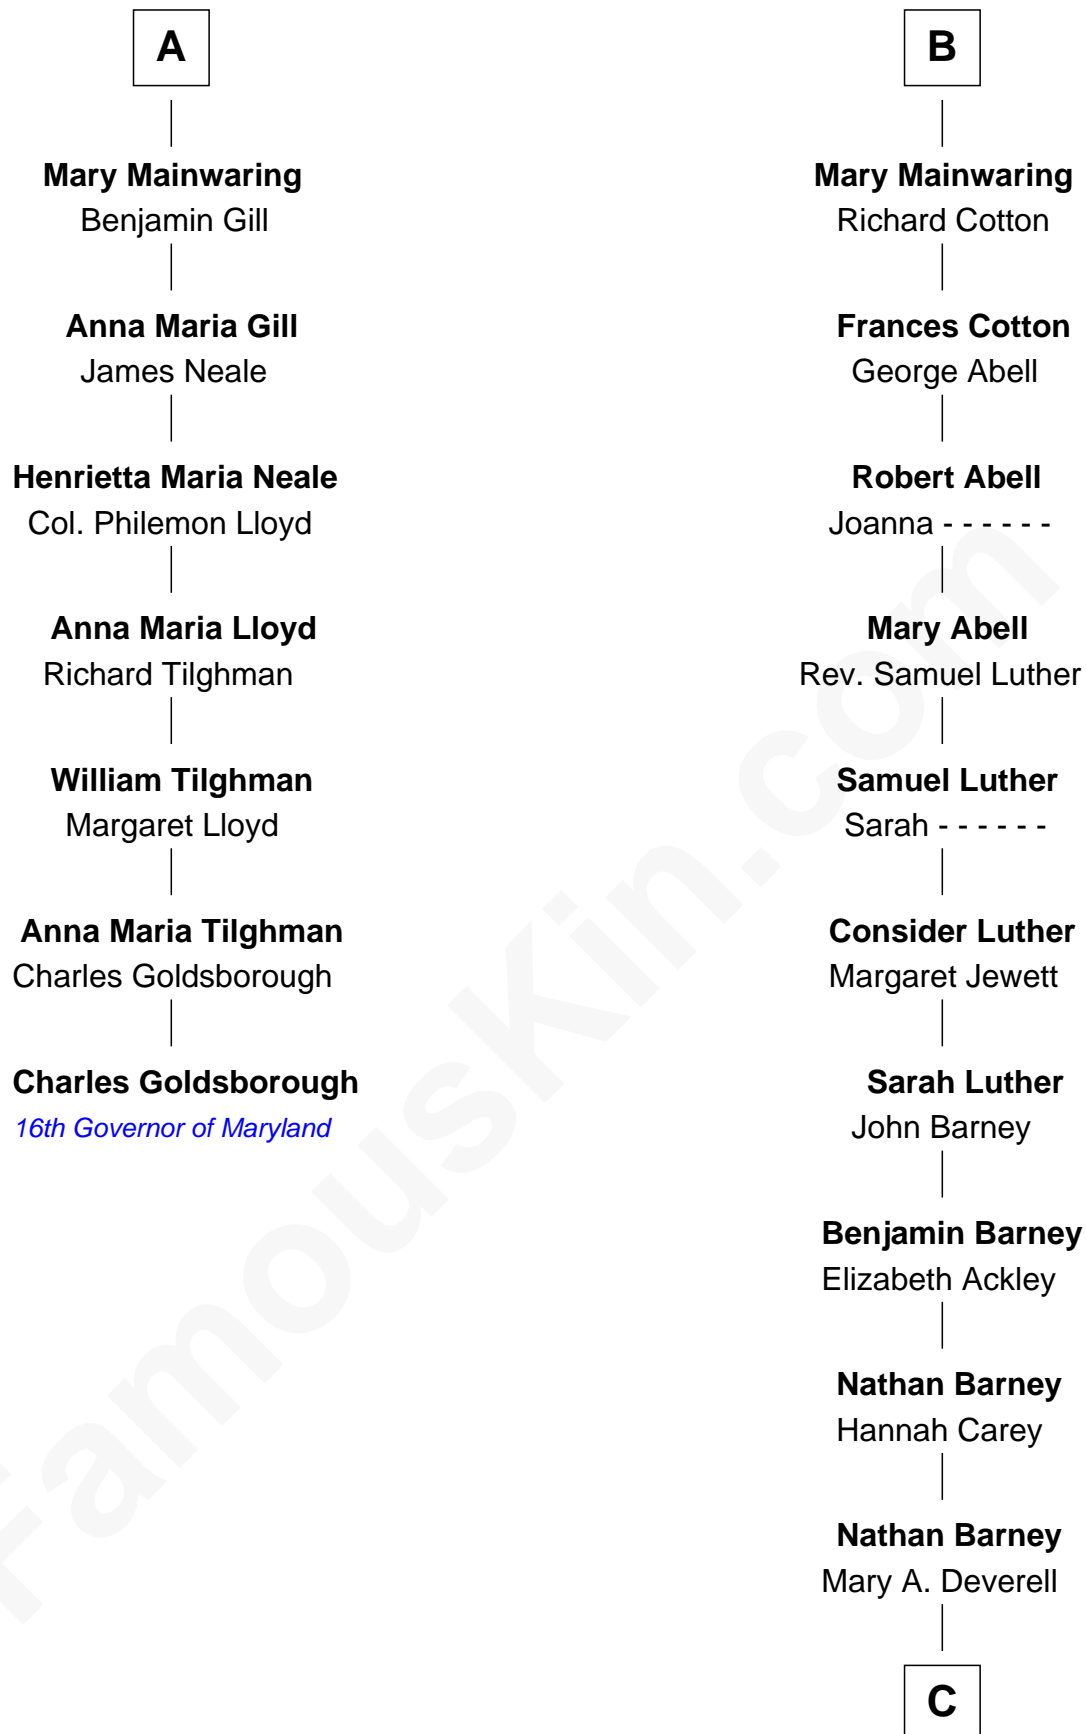 A
Mary Mainwaring
Benjamin Gill
Anna Maria Gill
James Neale
Henrietta Maria Neale
Col. Philemon Lloyd
Anna Maria Lloyd
Richard Tilghman
William Tilghman
Margaret Lloyd
Anna Maria Tilghman
Charles Goldsborough
Charles Goldsborough
16th Governor of Maryland
B
Mary Mainwaring
Richard Cotton
Frances Cotton
George Abell
Robert Abell
Joanna - - - - - -
Mary Abell
Rev. Samuel Luther
Samuel Luther
Sarah - - - - - -
Consider Luther
Margaret Jewett
Sarah Luther
John Barney
Benjamin Barney
Elizabeth Ackley
Nathan Barney
Hannah Carey
Nathan Barney
Mary A. Deverell
C
FamousKin.com